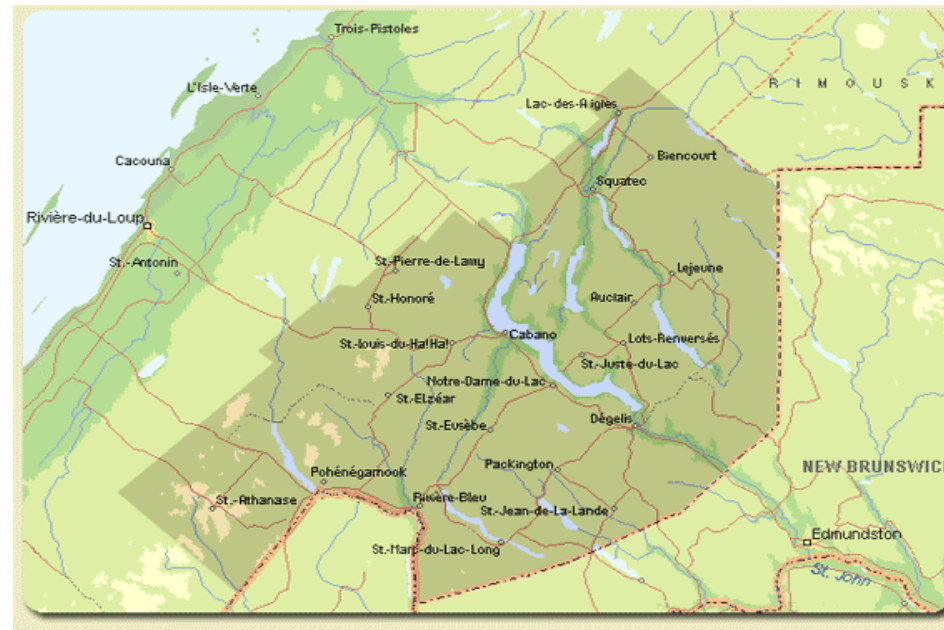 Trois-Pistoles
L'Isle-Verte
R I M O U S K
Lac-des-Aigles
Cacouna
Biencourt
Squatec
Rivière-du-Loup
St.-Antonin
St.-Pierre-de-Lamy
Lejeune
St.-Honoré
Auclair
St.-louis-du-Ha!Ha!
Cabano
Lots-Renversés
St.-Juste-du-Lac
Notre-Dame-du-Lac
St.-Elzéar
St.-Eusèbe
Dégelis
Packington
NEW BRUNSWIC
Pohénégamook
St.-Athanase
Rivière-Bleu
St.-Jean-de-La-Lande
Edmundston
St.-Marc-du-Lac-Long
St. John